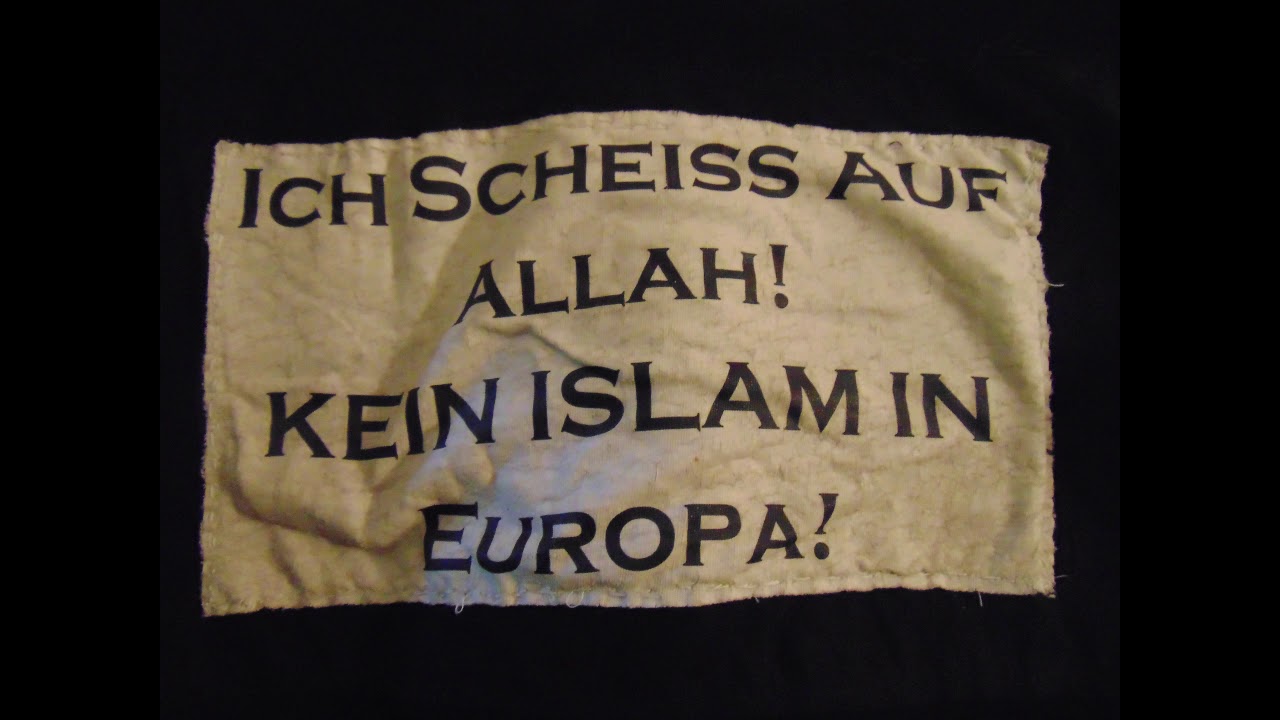 Ich Scheiss Auf
ALLAH!
KEIN ISLAM IN
Europa!